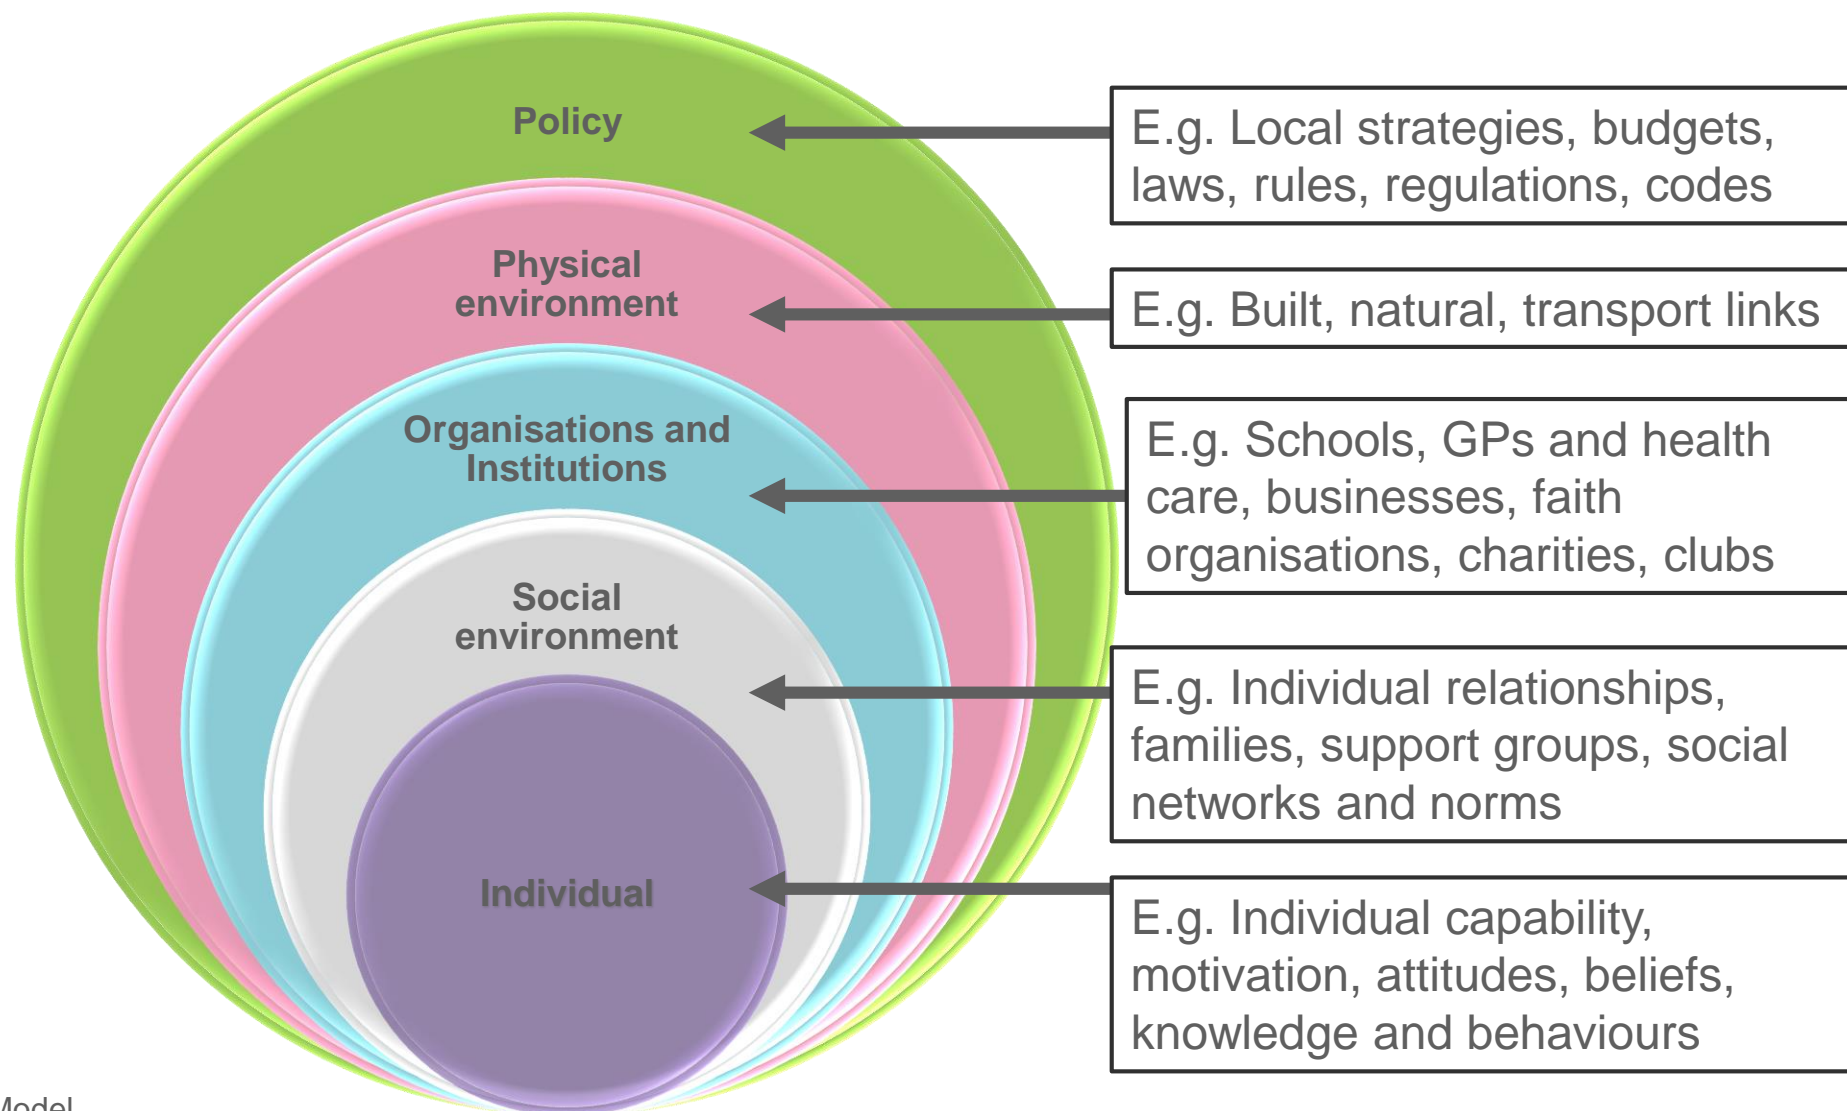 Policy
E.g. Local strategies, budgets,
laws, rules, regulations, codes
Physical
environment
E.g. Built, natural, transport links
Organisations and
Institutions
E.g. Schools, GPs and health
care, businesses, faith
organisations, charities, clubs
Social
environment
E.g. Individual relationships,
families, support groups, social
networks and norms
Individual
E.g. Individual capability,
motivation, attitudes, beliefs,
knowledge and behaviours
Model